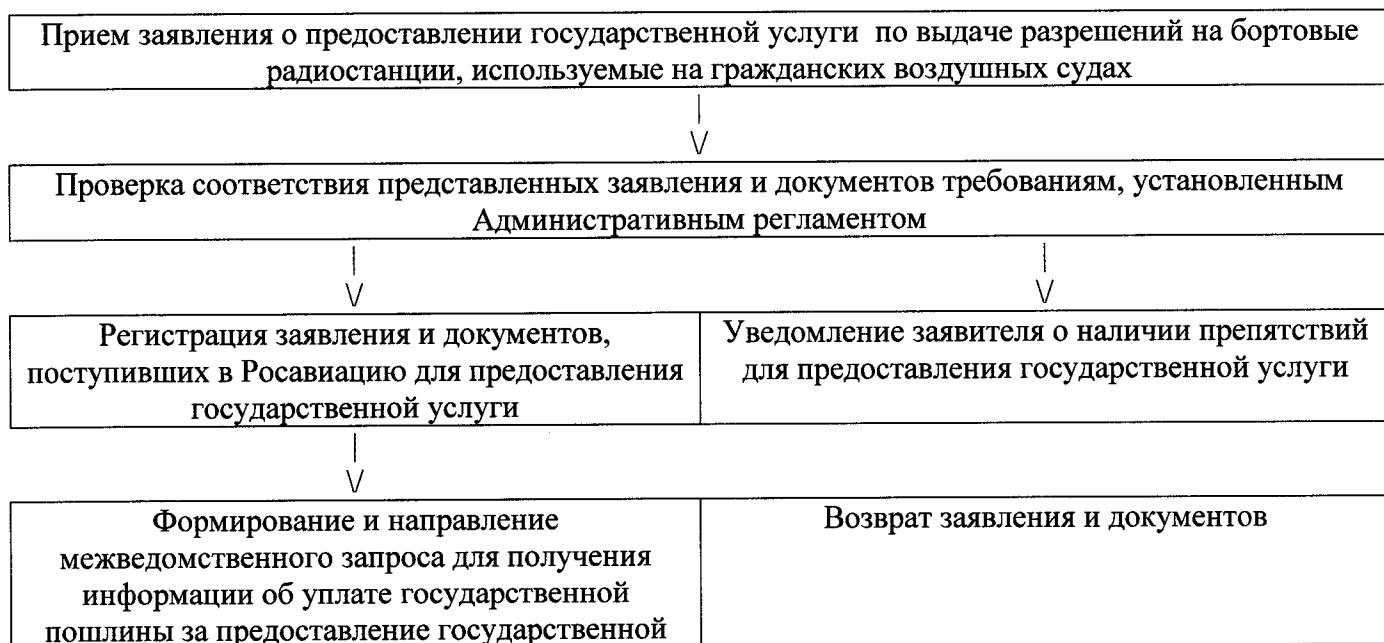 Прием заявления о предоставлении государственной услуги по выдаче разрешений на бортовые
радиостанции, используемые на гражданских воздушных судах
Проверка соответствия представленных заявления и документов требованиям, установленным
Административным регламентом
Регистрация заявления и документов,
поступивших в Росавиацию для предоставления
государственной услуги
Уведомление заявителя о наличии препятствий
для предоставления государственной услуги
Формирование и направление
межведомственного запроса для получения
информации об уплате государственной
пошлины за предоставление государственной
Возврат заявления и документов